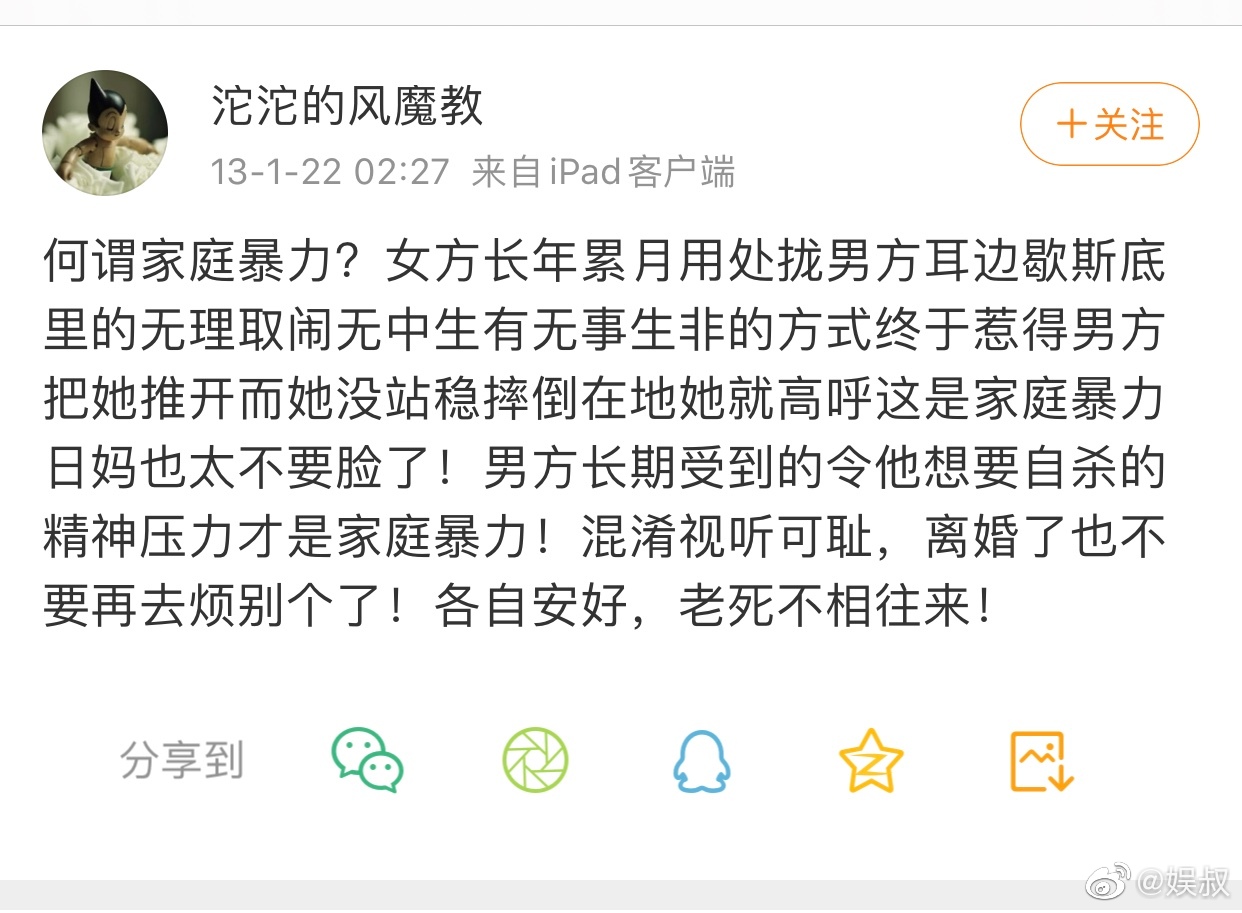 沱沱的风魔教
+关注
13-1-22 02:27 来自iPad客户端
何谓家庭暴力？女方长年累月用处拢男方耳边歇斯底
里的无理取闹无中生有无事生非的方式终于惹得男方
把她推开而她没站稳摔倒在地她就高呼这是家庭暴力
日妈也太不要脸了！男方长期受到的令他想要自杀的
精神压力才是家庭暴力！混淆视听可耻，离婚了也不
要再去烦别个了！各自安好，老死不相往来！
分享到
@娱叔